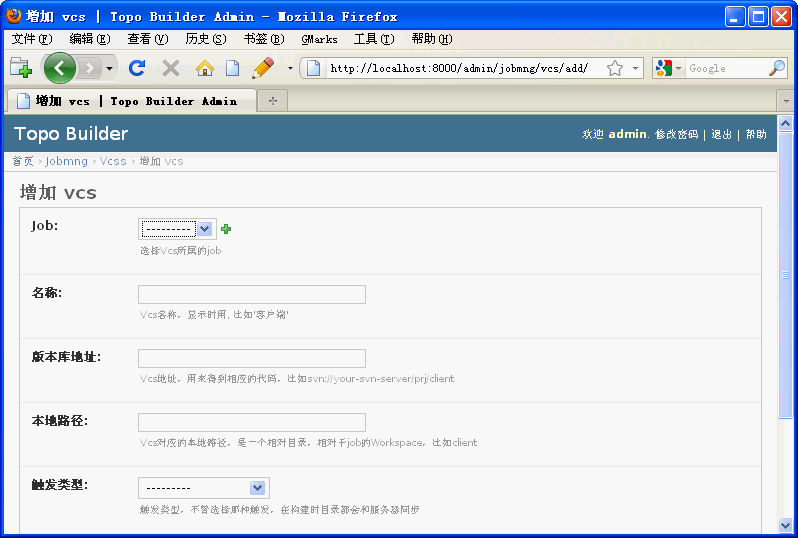 增加 vcs | Topo Builder Admin - Mozilla Firefox
文件(F) 编辑(E) 查看(V) 历史(S) 书签(B) GMarks 工具(T) 帮助(H)
http://localhost:8000/admin/jobmng/vcs/add/ Google
增加 vcs | Topo Builder Admin
Topo Builder 欢迎 admin. 修改密码 | 退出 | 帮助
首页 › Jobmng › Vcss › 增加 vcs
增加 vcs
Job: ---------
选择Vcs所属的job
名称:
Vcs名称，显示时用,比如'客户端'
版本库地址:
Vcs地址，用来得到相应的代码，比如svn://your-svn-server/prj/client
本地路径:
Vcs对应的本地路径，是一个相对目录，相对于job的Workspace，比如client
触发类型: ---------
触发类型，不管选择那种触发，在构建时目录都会和服务器同步